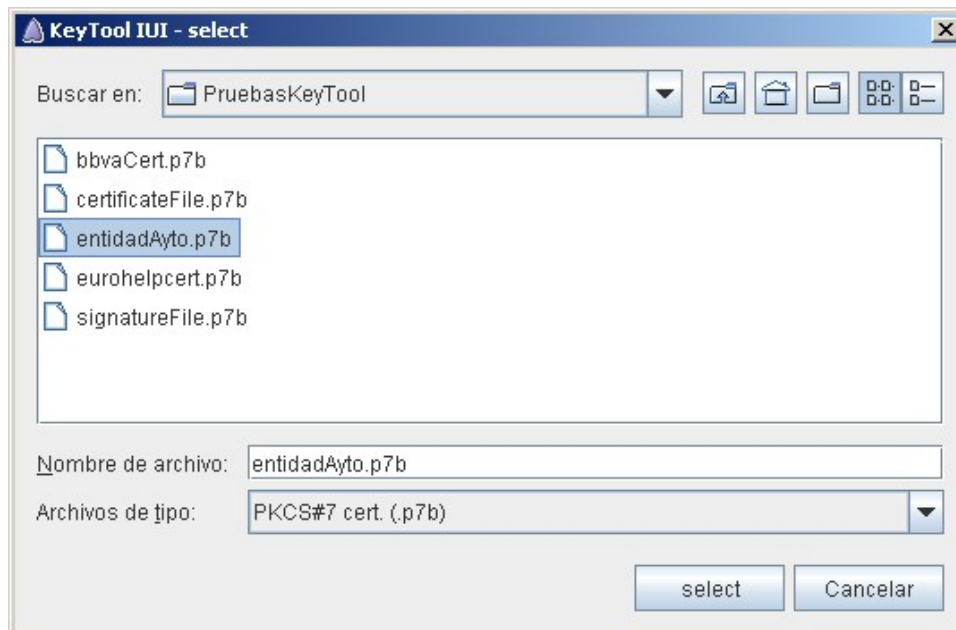 KeyTool IUI - select
Buscar en: PruebasKeyTool
bbvaCert.p7b
certificateFile.p7b
entidadAyto.p7b
eurohelpcert.p7b
signatureFile.p7b
Nombre de archivo: entidadAyto.p7b
Archivos de tipo: PKCS#7 cert. (.p7b)
select Cancelar